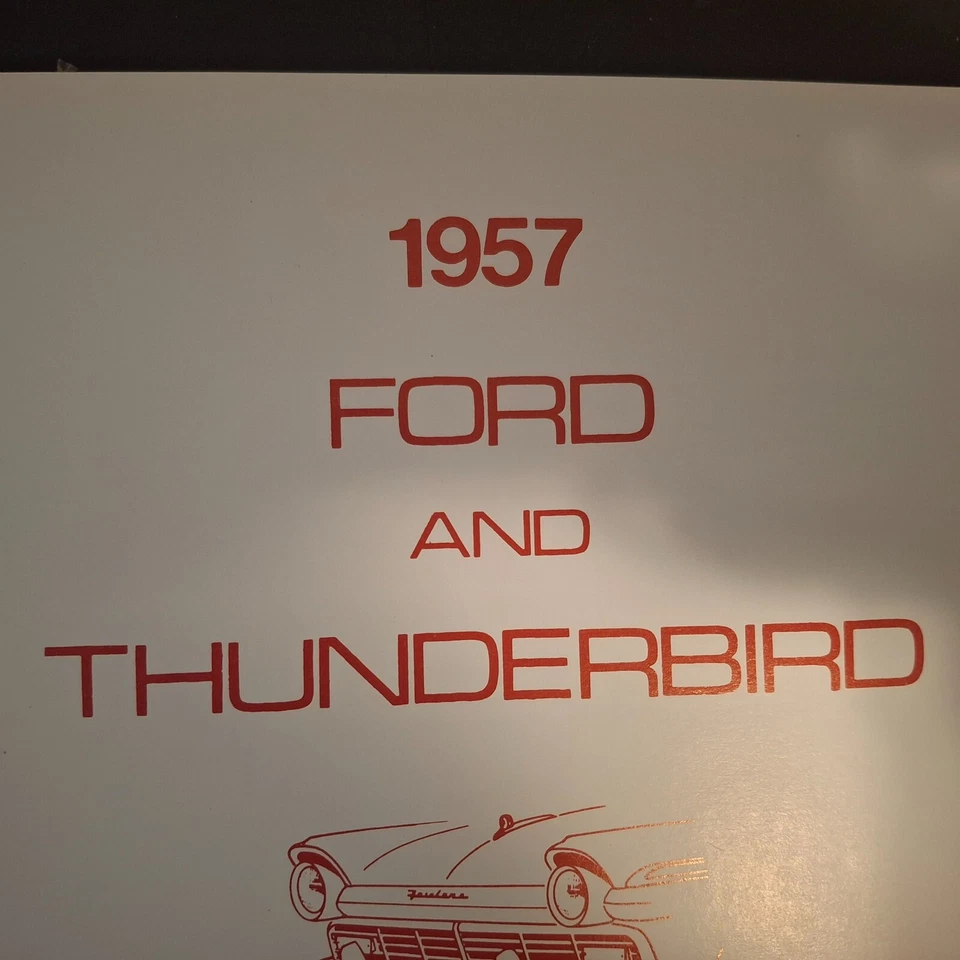 1957
FORD
AND
THUNDERBIRD
Fairlane